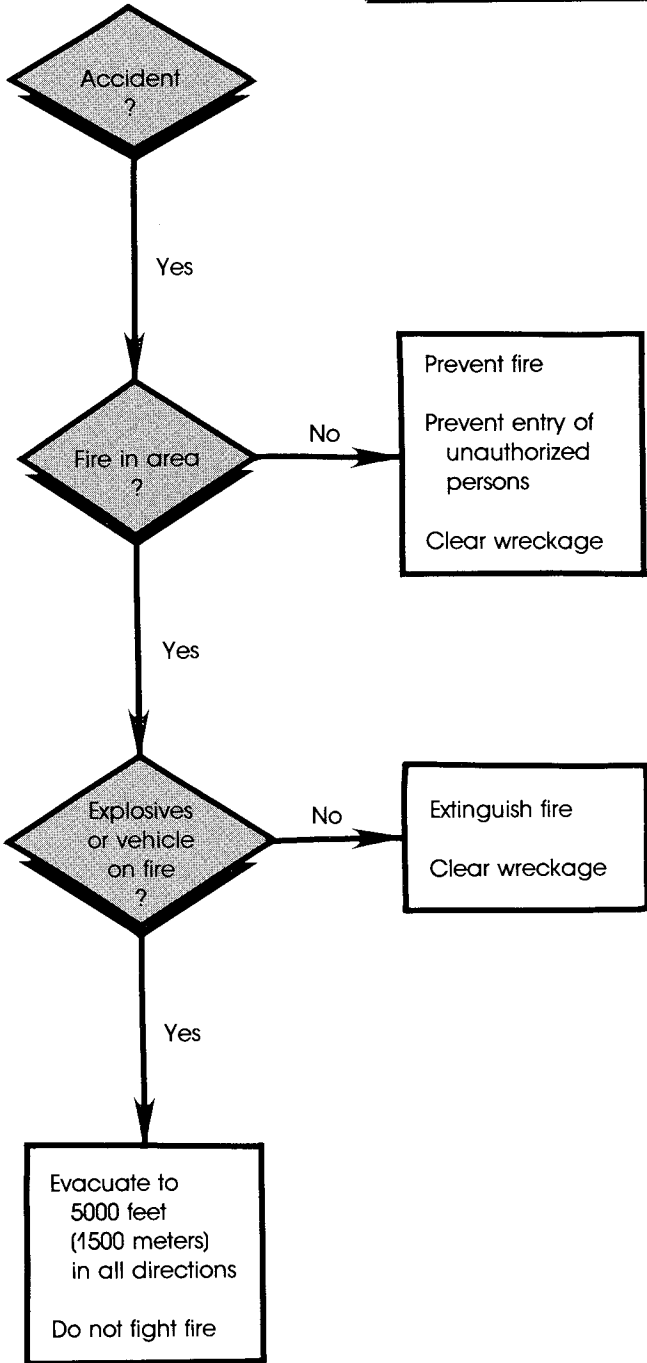 Accident
?
Yes
Fire in area
?
No
Prevent fire
Prevent entry of
unauthorized
persons
Clear wreckage
Yes
Explosives
or vehicle
on fire
?
No
Extinguish fire
Clear wreckage
Yes
Evacuate to
5000 feet
(1500 meters)
in all directions
Do not fight fire